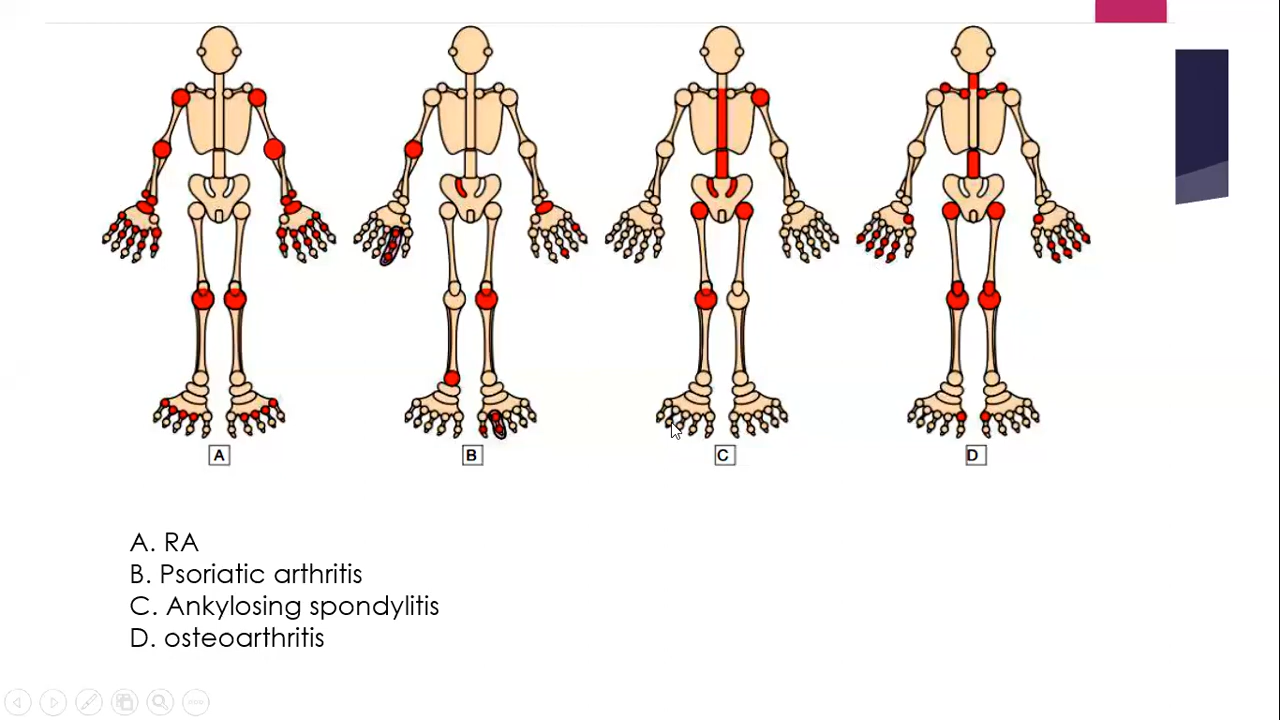 A B C D
A. RA
B. Psoriatic arthritis
C. Ankylosing spondylitis
D. osteoarthritis